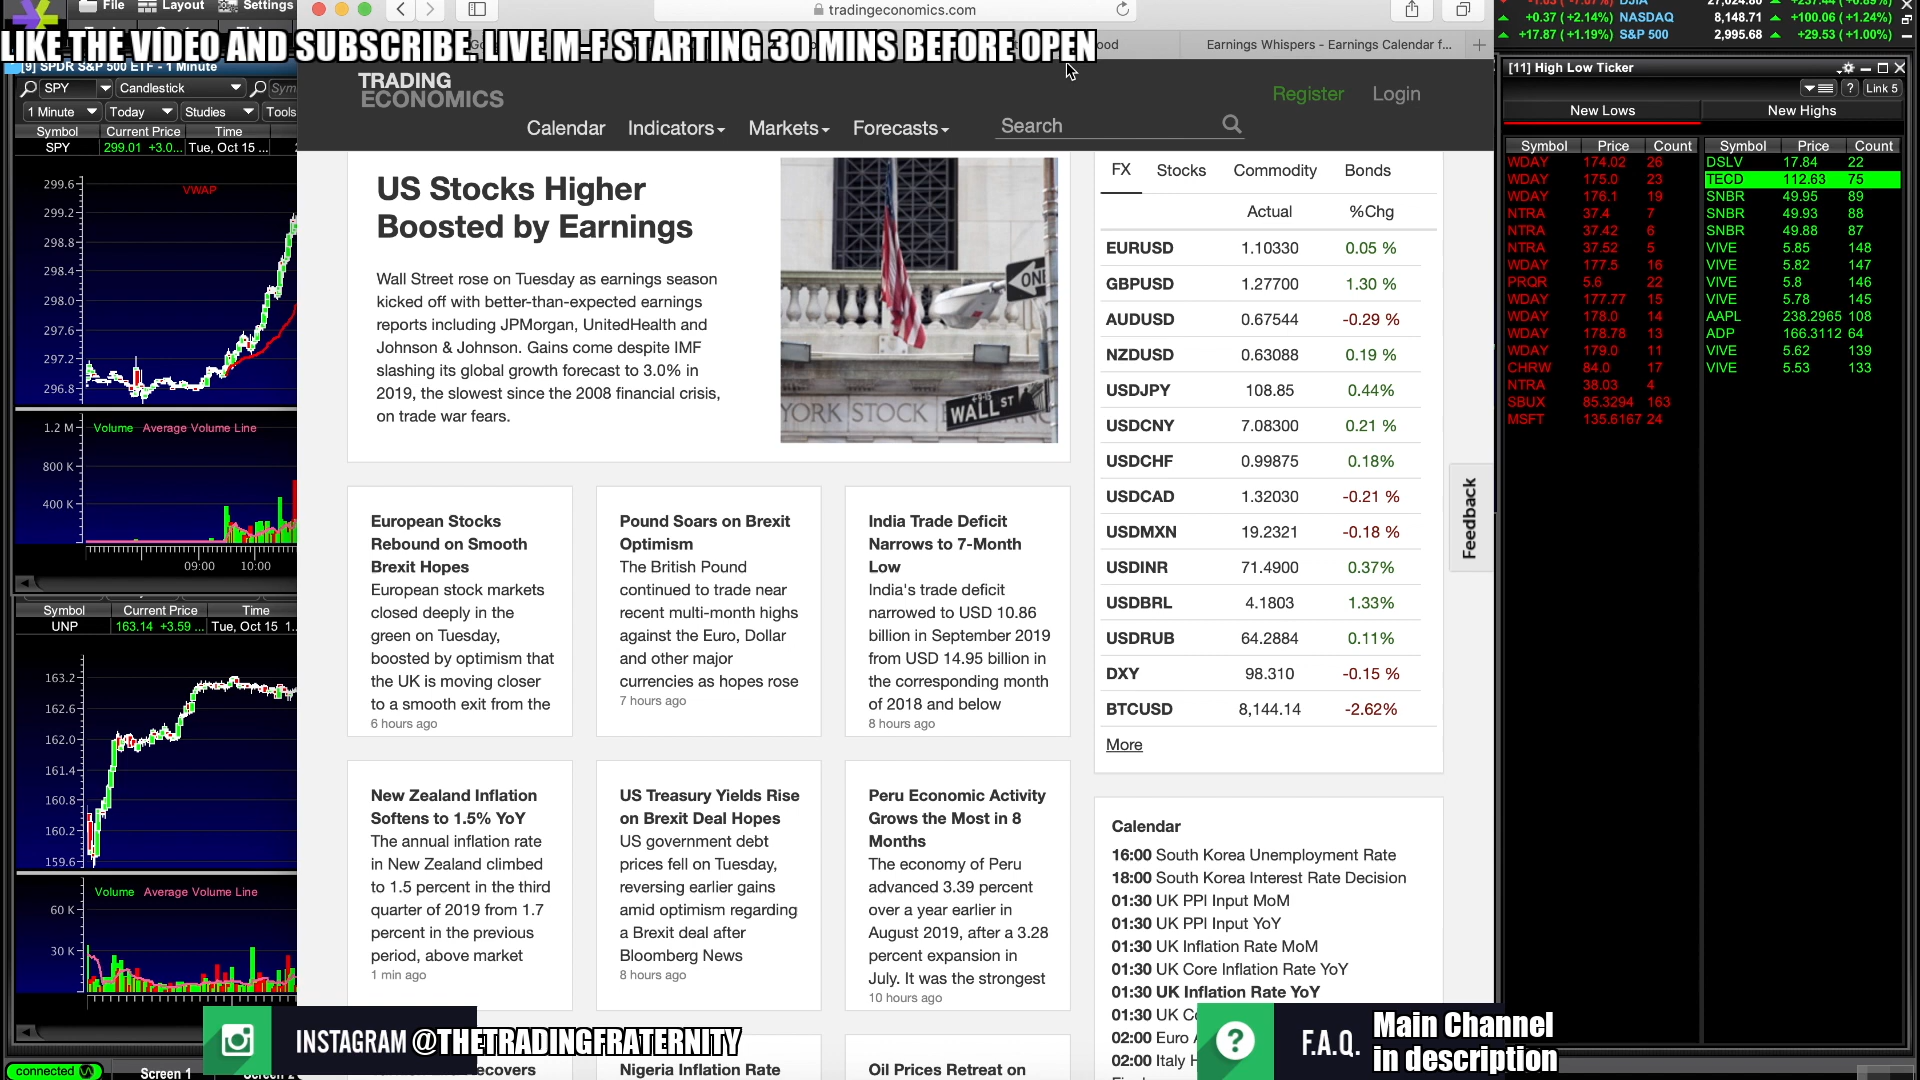 File Layout Settings
tradingeconomics.com
LIKE THE VIDEO AND SUBSCRIBE. LIVE M-F STARTING 30 MINS BEFORE OPEN
Earnings Whispers - Earnings Calendar f...
+0.37 (+2.14%) NASDAQ 8,148.71 +100.06 (+1.24%)
+17.87 (+1.19%) S&P 500 2,995.68 +29.53 (+1.00%)
[9] SPDR S&P 500 ETF - 1 Minute
SPY Candlestick
1 Minute Today Studies Tools
Symbol Current Price Time
SPY 299.01 +3.0... Tue, Oct 15 ...
VWAP
299.6
299.2
298.8
298.4
298.0
297.6
297.2
296.8
1.2 M
Volume Average Volume Line
800 K
400 K
09:00 10:00
Symbol Current Price Time
UNP 163.14 +3.59 ... Tue, Oct 15 1..
163.2
162.6
162.0
161.4
160.8
160.2
159.6
Volume Average Volume Line
60 K
30 K
connected
Screen 1
TRADING
ECONOMICS
Register Login
Calendar Indicators Markets Forecasts Search
US Stocks Higher
Boosted by Earnings
Wall Street rose on Tuesday as earnings season
kicked off with better-than-expected earnings
reports including JPMorgan, UnitedHealth and
Johnson & Johnson. Gains come despite IMF
slashing its global growth forecast to 3.0% in
2019, the slowest since the 2008 financial crisis,
on trade war fears.
ONE
YORK STOCK
WALL ST
European Stocks
Rebound on Smooth
Brexit Hopes
European stock markets
closed deeply in the
green on Tuesday,
boosted by optimism that
the UK is moving closer
to a smooth exit from the
6 hours ago
Pound Soars on Brexit
Optimism
The British Pound
continued to trade near
recent multi-month highs
against the Euro, Dollar
and other major
currencies as hopes rose
7 hours ago
India Trade Deficit
Narrows to 7-Month
Low
India's trade deficit
narrowed to USD 10.86
billion in September 2019
from USD 14.95 billion in
the corresponding month
of 2018 and below
8 hours ago
New Zealand Inflation
Softens to 1.5% YoY
The annual inflation rate
in New Zealand climbed
to 1.5 percent in the third
quarter of 2019 from 1.7
percent in the previous
period, above market
1 min ago
US Treasury Yields Rise
on Brexit Deal Hopes
US government debt
prices fell on Tuesday,
reversing earlier gains
amid optimism regarding
a Brexit deal after
Bloomberg News
8 hours ago
Peru Economic Activity
Grows the Most in 8
Months
The economy of Peru
advanced 3.39 percent
over a year earlier in
August 2019, after a 3.28
percent expansion in
July. It was the strongest
10 hours ago
Nigeria Inflation Rate
Oil Prices Retreat on
FX Stocks Commodity Bonds
Actual %Chg
EURUSD 1.10330 0.05 %
GBPUSD 1.27700 1.30 %
AUDUSD 0.67544 -0.29 %
NZDUSD 0.63088 0.19 %
USDJPY 108.85 0.44%
USDCNY 7.08300 0.21 %
USDCHF 0.99875 0.18%
USDCAD 1.32030 -0.21 %
USDMXN 19.2321 -0.18 %
USDINR 71.4900 0.37%
USDBRL 4.1803 1.33%
USDRUB 64.2884 0.11%
DXY 98.310 -0.15 %
BTCUSD 8,144.14 -2.62%
More
Feedback
Calendar
16:00 South Korea Unemployment Rate
18:00 South Korea Interest Rate Decision
01:30 UK PPI Input MoM
01:30 UK PPI Input YoY
01:30 UK Inflation Rate MoM
01:30 UK Core Inflation Rate YoY
01:30 UK Inflation Rate YoY
01:30 UK
02:00 Euro
02:00 Italy
[11] High Low Ticker
? Link 5
New Lows New Highs
Symbol Price Count
WDAY 174.02 26
WDAY 175.0 23
WDAY 176.1 19
NTRA 37.4 7
NTRA 37.42 6
NTRA 37.52 5
WDAY 177.5 16
PRQR 5.6 22
WDAY 177.77 15
WDAY 178.0 14
WDAY 178.78 13
WDAY 179.0 11
CHRW 84.0 17
NTRA 38.03 4
SBUX 85.3294 163
MSFT 135.6167 24
Symbol Price Count
DSLV 17.84 22
TECD 112.63 75
SNBR 49.95 89
SNBR 49.93 88
SNBR 49.88 87
VIVE 5.85 148
VIVE 5.82 147
VIVE 5.8 146
VIVE 5.78 145
AAPL 238.2965 108
ADP 166.3112 64
VIVE 5.62 139
VIVE 5.53 133
INSTAGRAM @THETRADINGFRATERNITY
? F.A.Q. Main Channel
in description